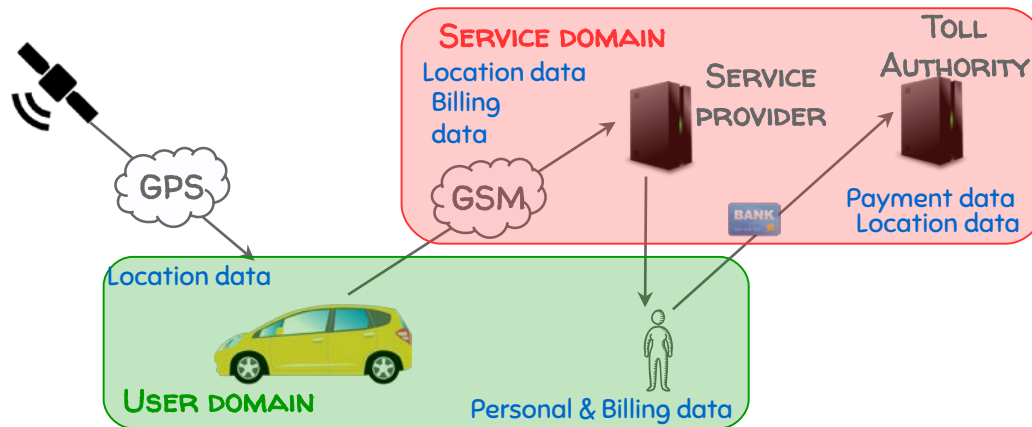 SERVICE DOMAIN
Location data
Billing
data
SERVICE
PROVIDER
TOLL
AUTHORITY
GPS
GSM
BANK
Payment data
Location data
Location data
USER DOMAIN
Personal & Billing data